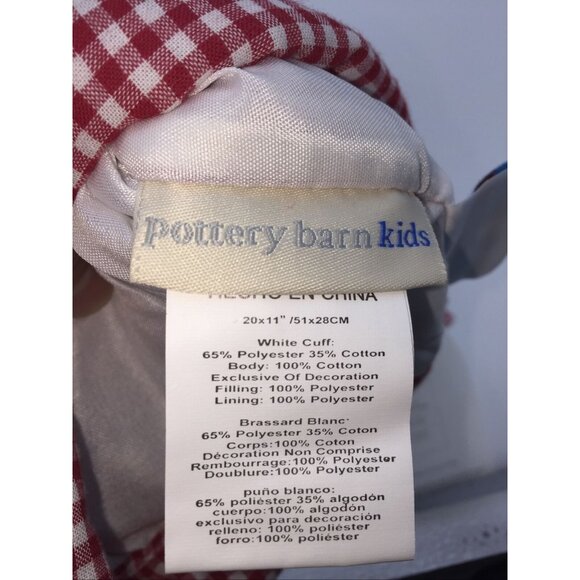 pottery barn kids
HECHO EN CHINA
20x11" /51x28CM
White Cuff:
65% Polyester 35% Cotton
Body: 100% Cotton
Exclusive Of Decoration
Filling: 100% Polyester
Lining: 100% Polyester
Brassard Blanc:
65% Polyester 35% Coton
Corps:100% Coton
Décoration Non Comprise
Rembourrage:100% Polyester
Doublure: 100%Polyester
puño blanco:
65% poliéster 35% algodón
cuerpo:100% algodón
exclusivo para decoración
relleno: 100% poliéster
forro:100% poliéster